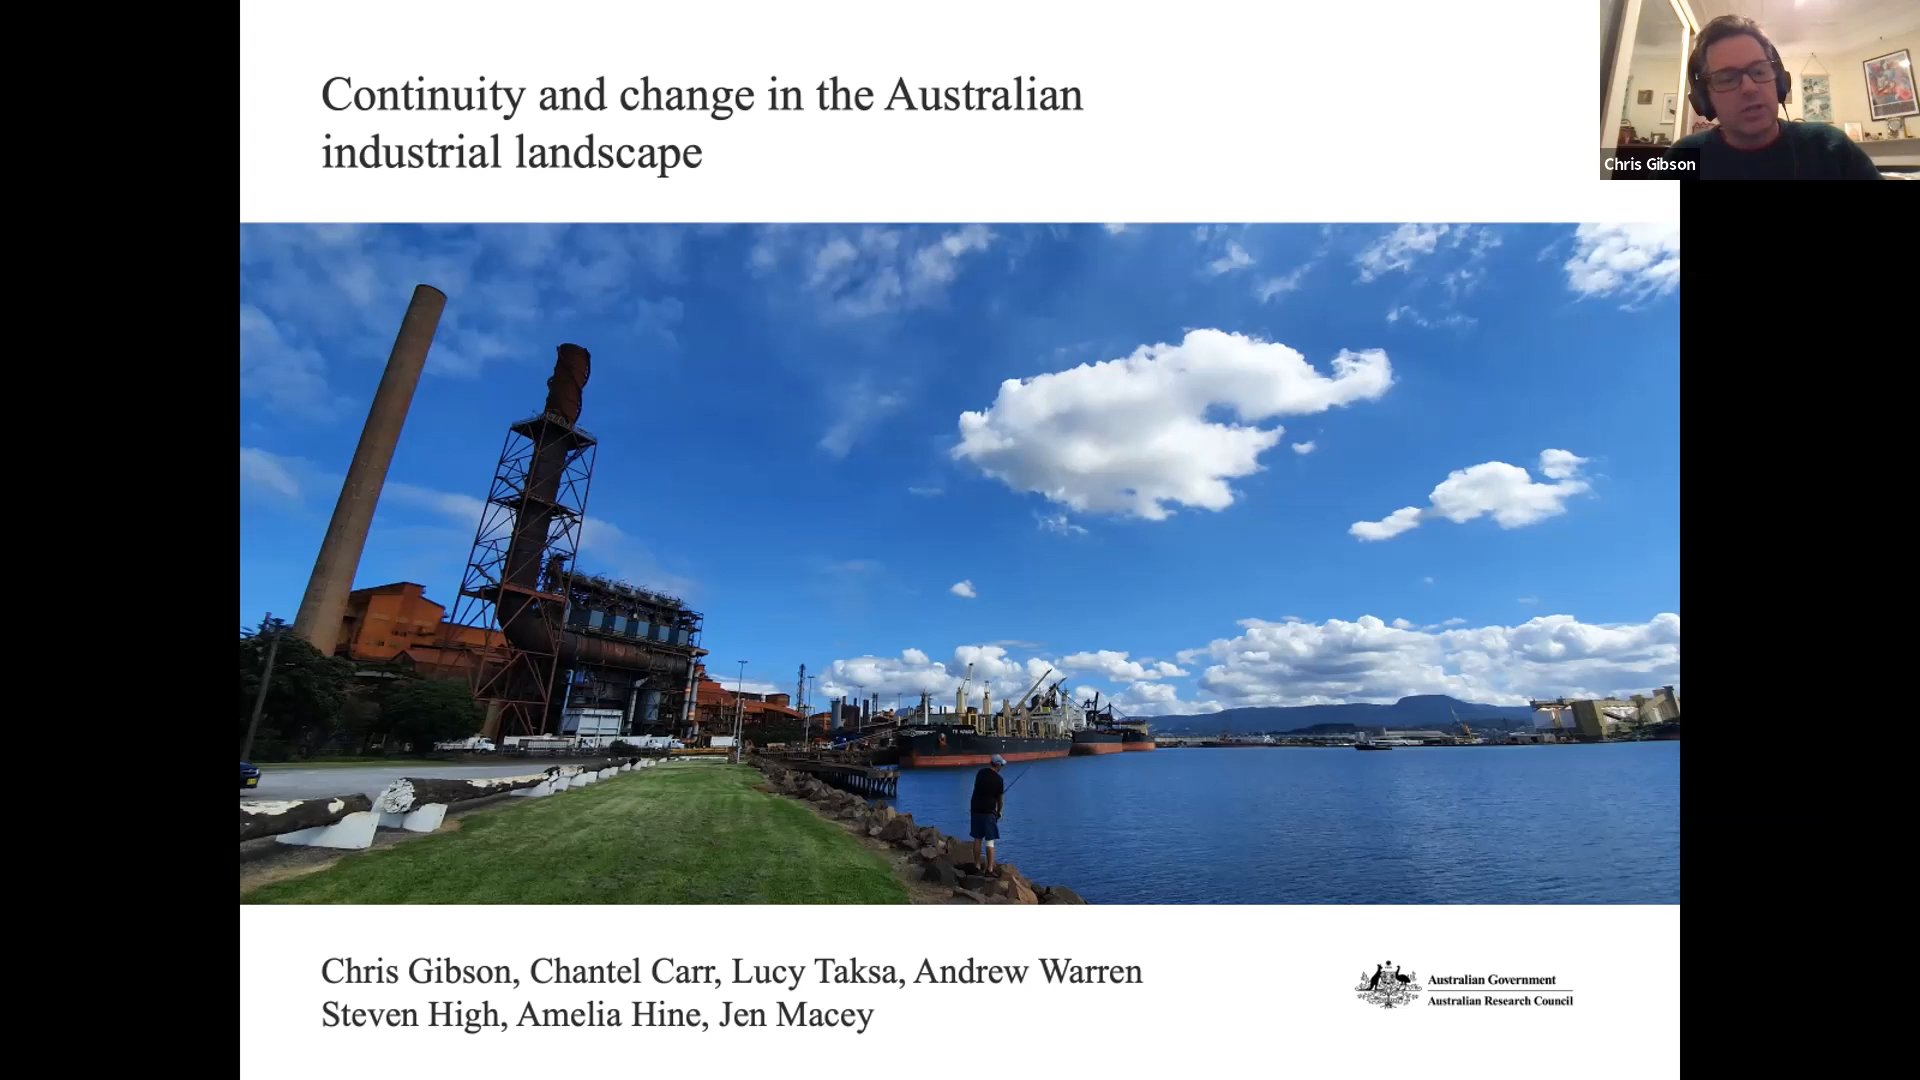 Continuity and change in the Australian
industrial landscape
Chris Gibson
Chris Gibson, Chantel Carr, Lucy Taksa, Andrew Warren
Steven High, Amelia Hine, Jen Macey
Australian Government
Australian Research Council